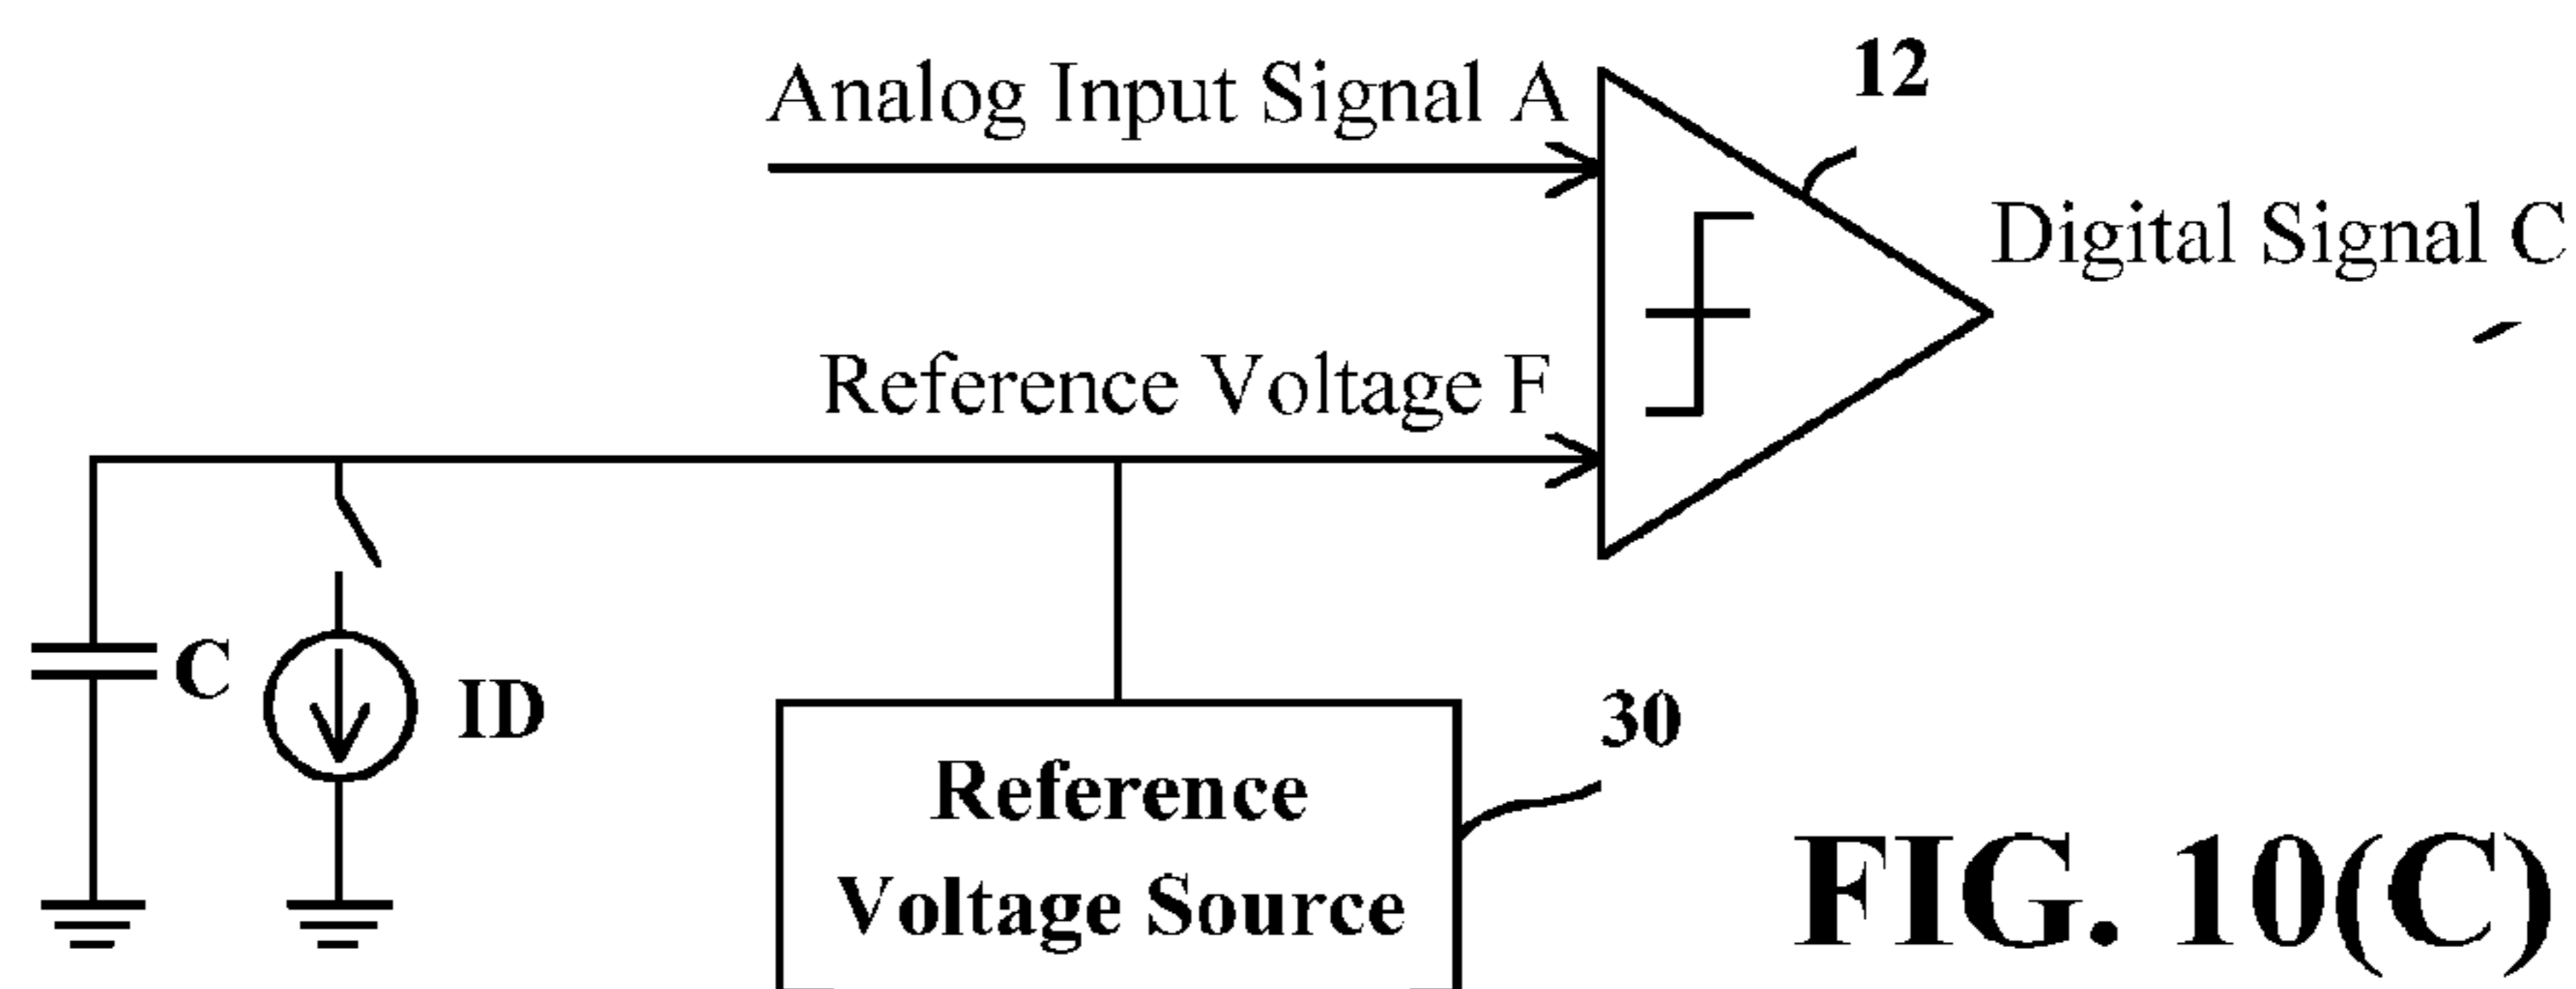 12
Analog Input Signal A
Digital Signal C
Reference Voltage F
C
ID
30
Reference
Voltage Source
FIG. 10(C)